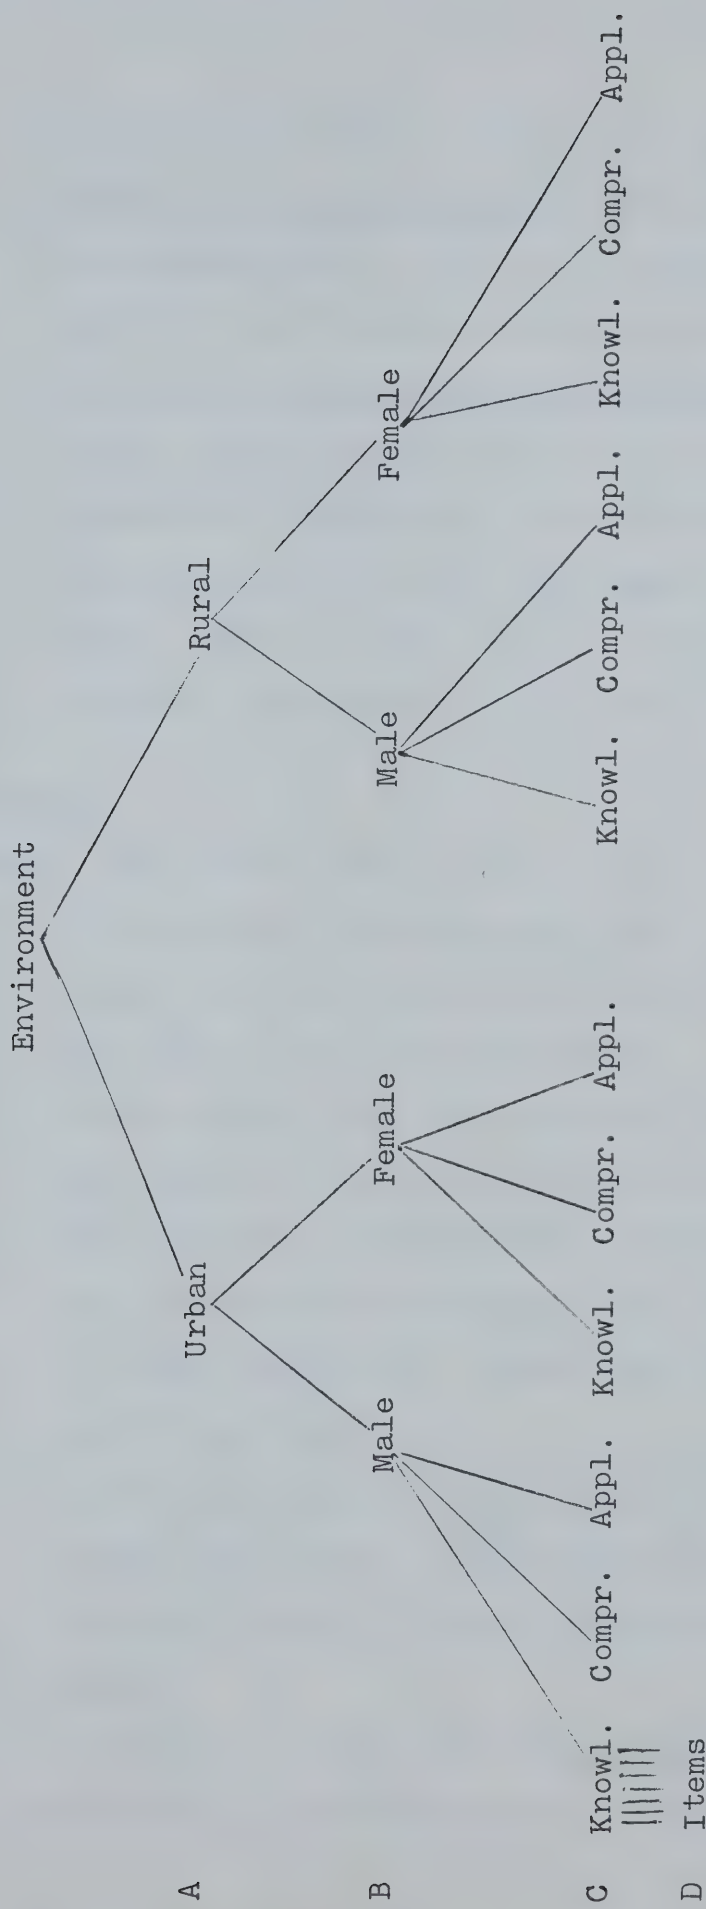 Environment
A Urban Rural
B Male Female Male Female
C Knowl. Compr. Appl. Knowl. Compr. Appl. Knowl. Compr. Appl. Knowl. Compr. Appl.
D Items